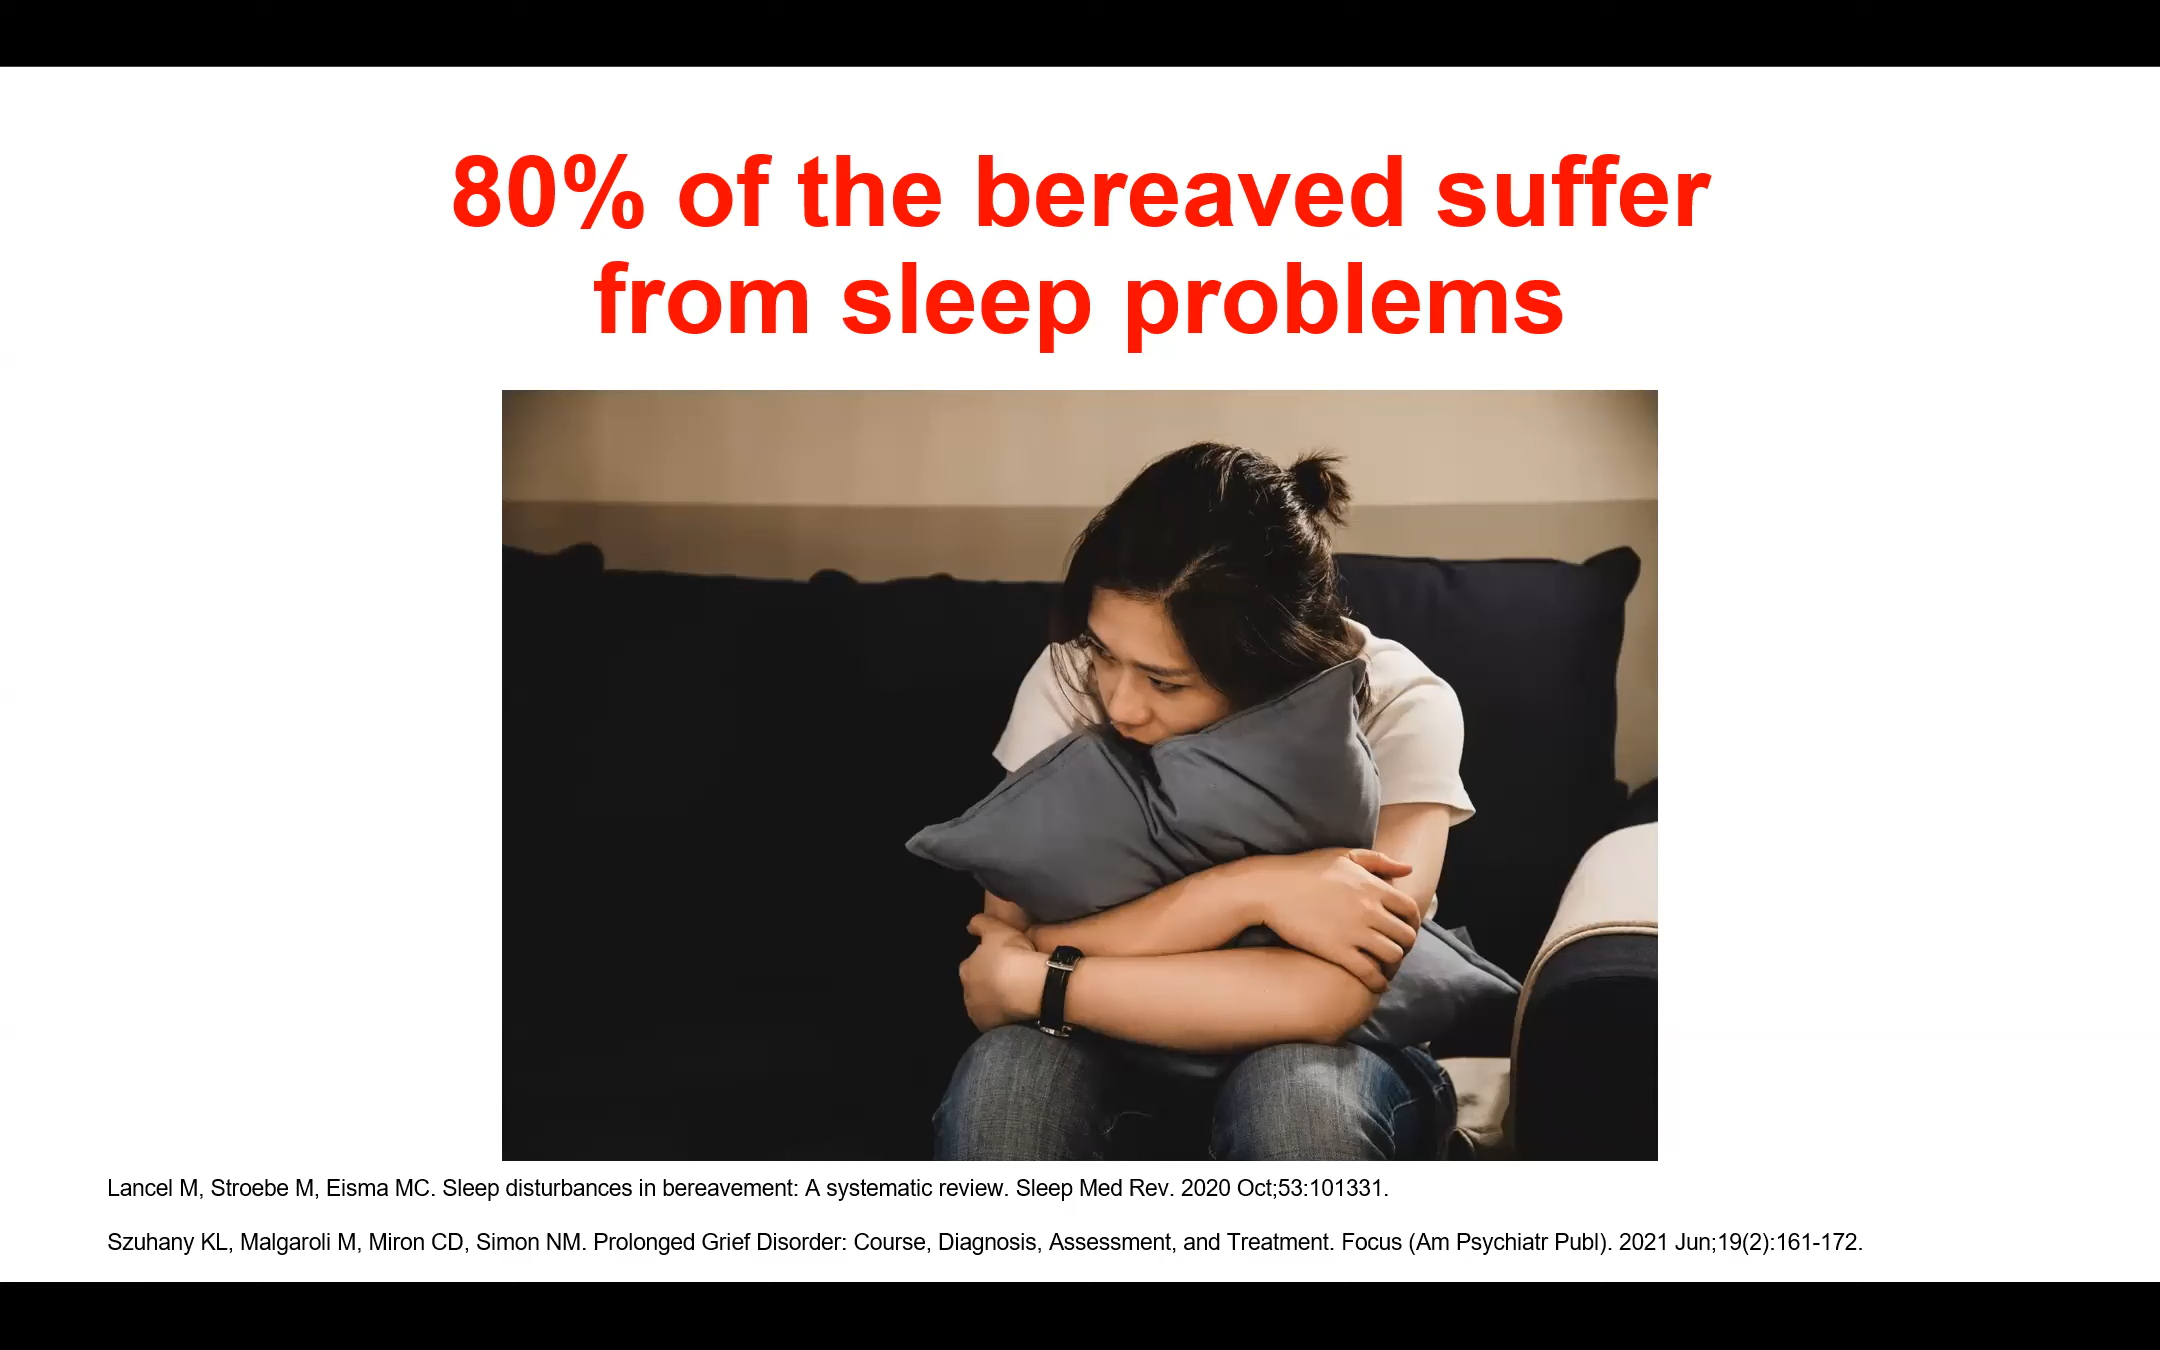 80% of the bereaved suffer
from sleep problems
Lancel M, Stroebe M, Eisma MC. Sleep disturbances in bereavement: A systematic review. Sleep Med Rev. 2020 Oct;53:101331.
Szuhany KL, Malgaroli M, Miron CD, Simon NM. Prolonged Grief Disorder: Course, Diagnosis, Assessment, and Treatment. Focus (Am Psychiatr Publ). 2021 Jun;19(2):161-172.